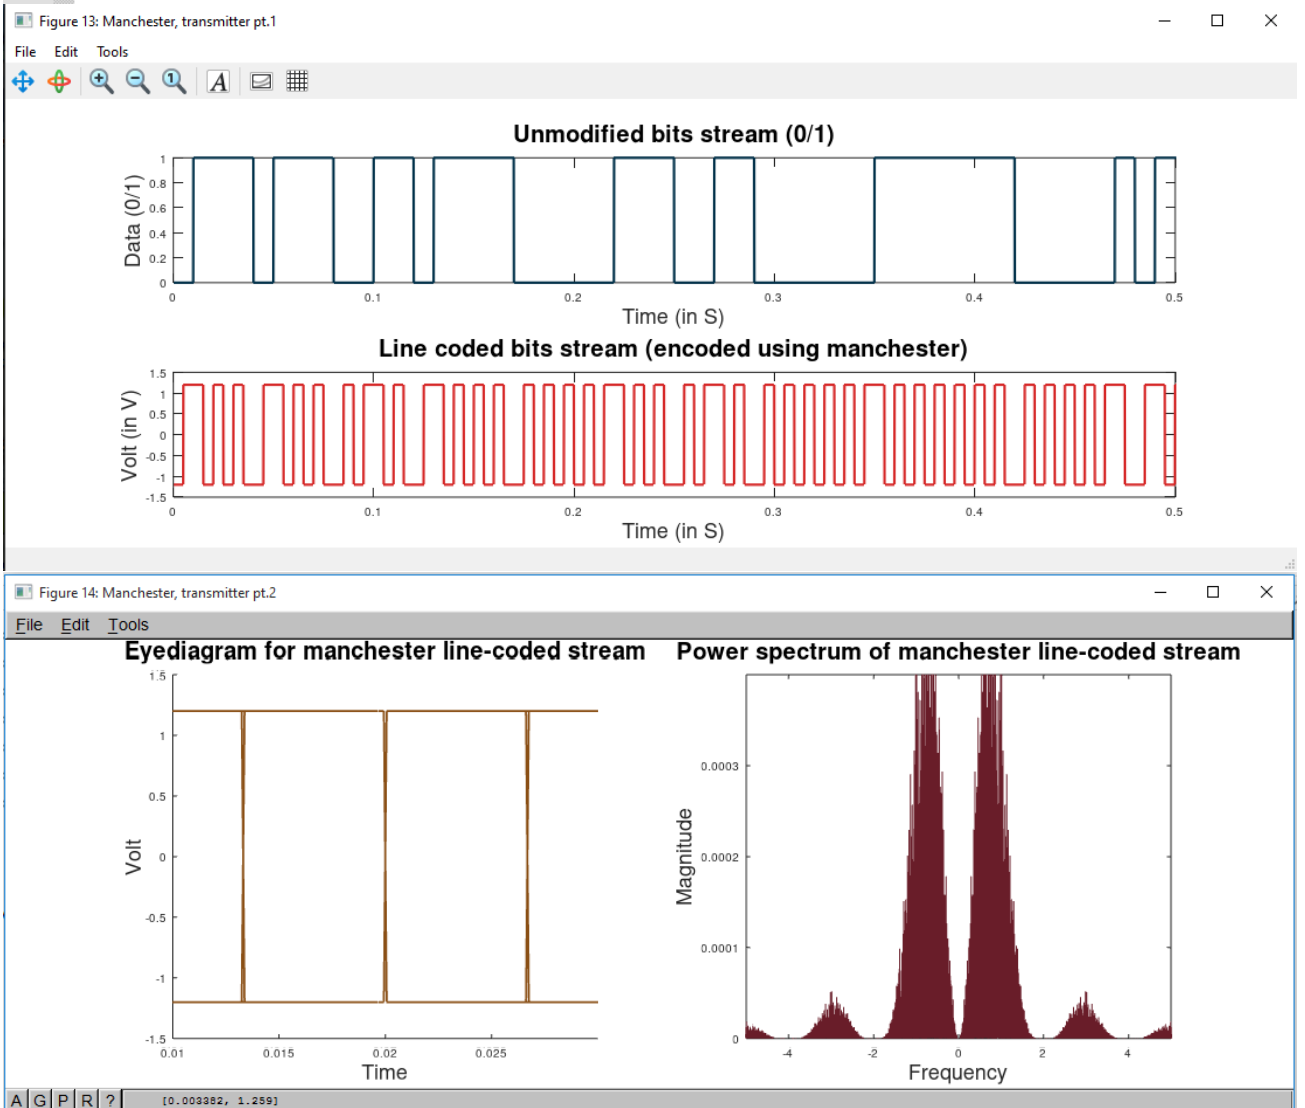 Figure 13: Manchester, transmitter pt.1
File Edit Tools
A
Unmodified bits stream (0/1)
Data (0/1)
1
0.8
0.6
0.4
0.2
0
0 0.1 0.2 0.3 0.4 0.5
Time (in S)
Line coded bits stream (encoded using manchester)
Volt (in V)
1.5
1
0.5
0
-0.5
-1
-1.5
0 0.1 0.2 0.3 0.4 0.5
Time (in S)
Figure 14: Manchester, transmitter pt.2
File Edit Tools
Eyediagram for manchester line-coded stream
Volt
1.5
1
0.5
0
-0.5
-1
-1.5
0.01 0.015 0.02 0.025
Time
Power spectrum of manchester line-coded stream
Magnitude
0.0003
0.0002
0.0001
0
-4 -2 0 2 4
Frequency
A G P R ? [0.003382, 1.259]